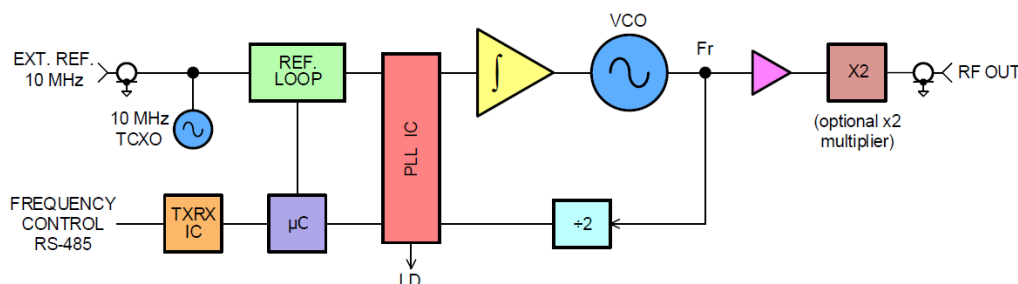 VCO
EXT. REF.
10 MHz
REF.
LOOP
∫
Fr
X2
RF OUT
10 MHz
TCXO
PLL IC
(optional x2
multiplier)
FREQUENCY
CONTROL
RS-485
TXRX
IC
µC
÷2
LD